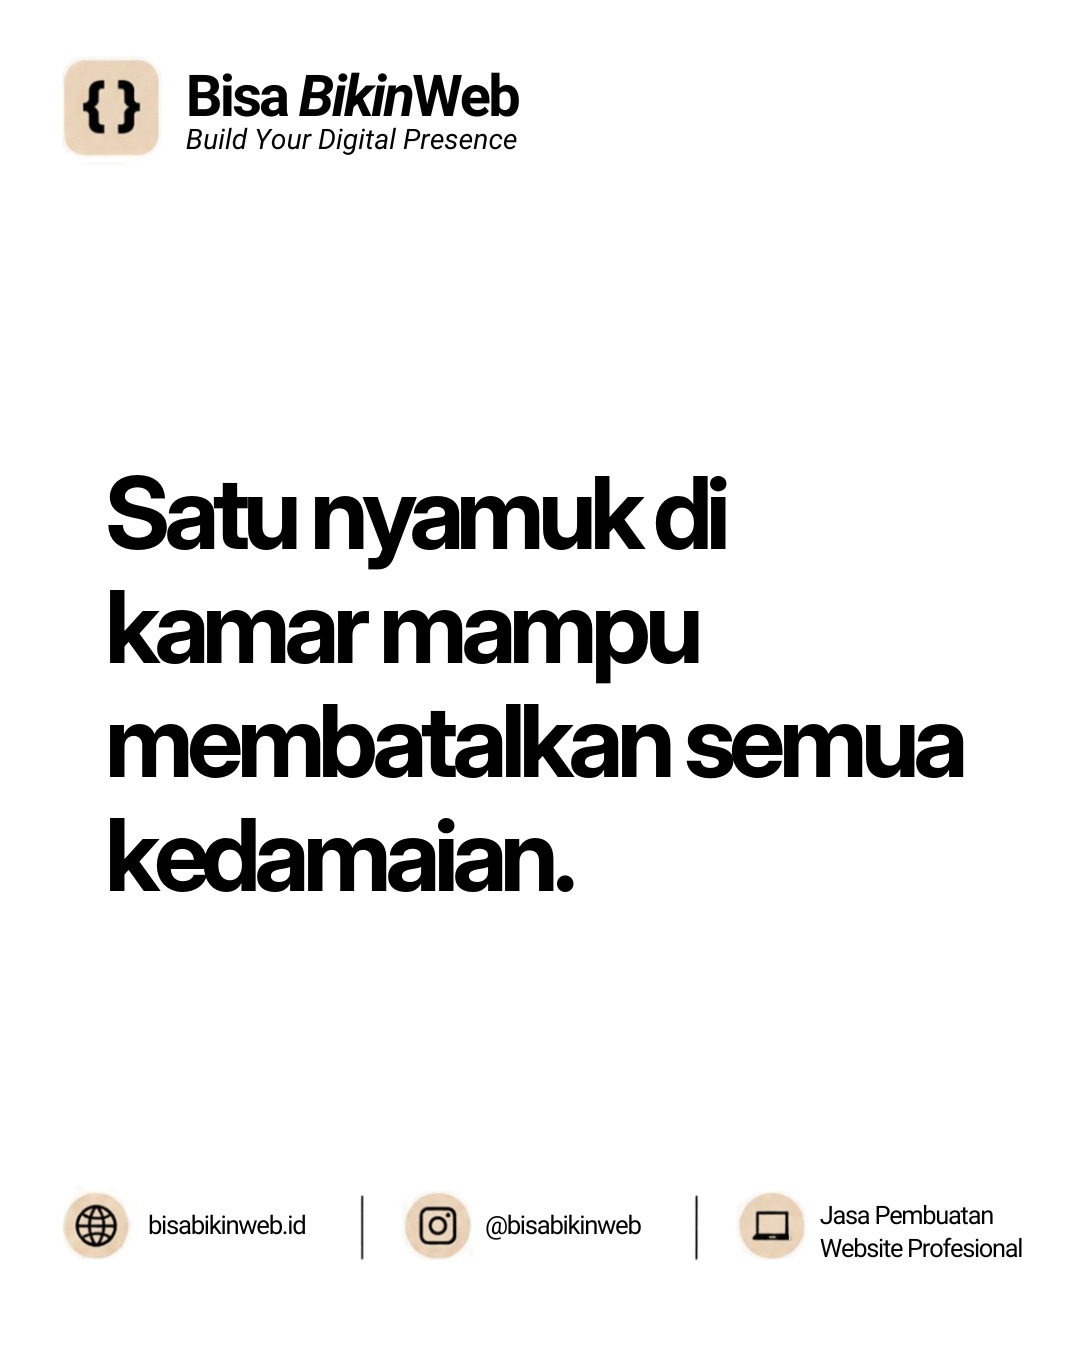 { }
Bisa BikinWeb
Build Your Digital Presence
Satu nyamuk di
kamar mampu
membatalkan semua
kedamaian.
bisabikinweb.id
@bisabikinweb
Jasa Pembuatan
Website Profesional